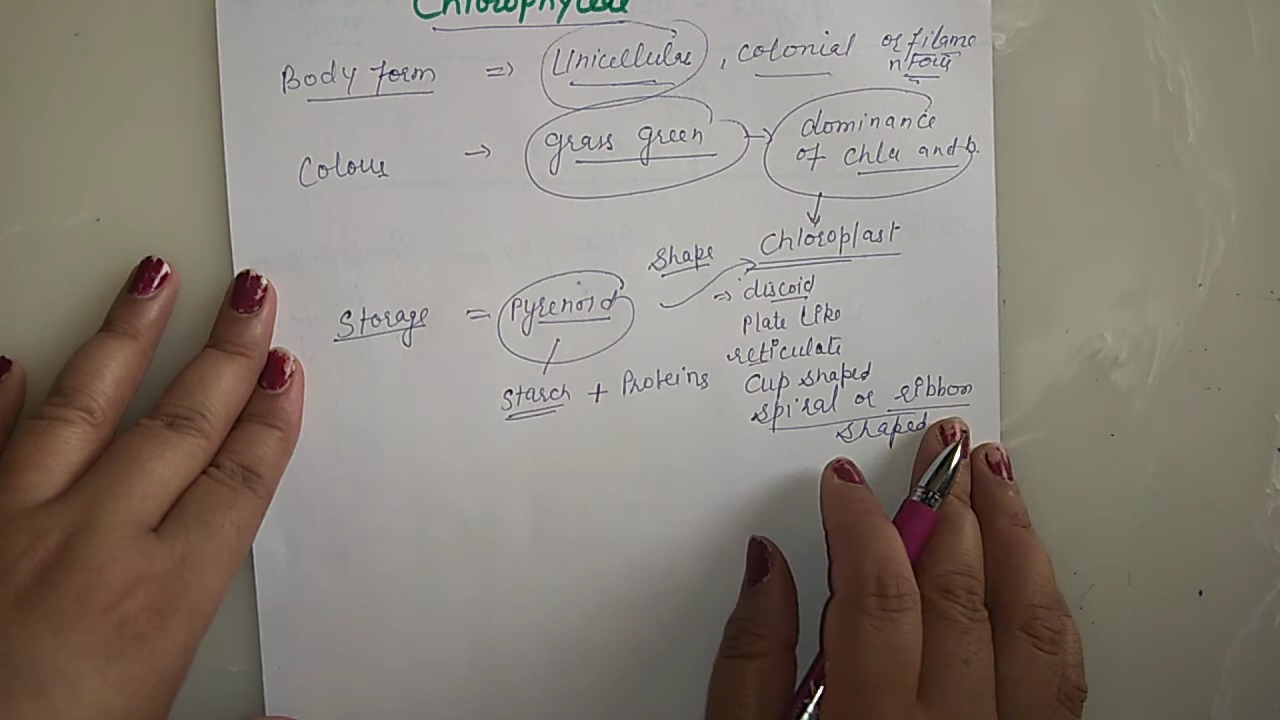 Chlorophyceae
Body form => Unicellular, colonial or filame
ntous
Colour → grass green → dominance
of chl a and b.
Shape Chloroplast
Storage = Pyrenoid => discoid
Plate like
reticulate
Starch + Proteins Cup shaped
spiral or ribbon
shaped